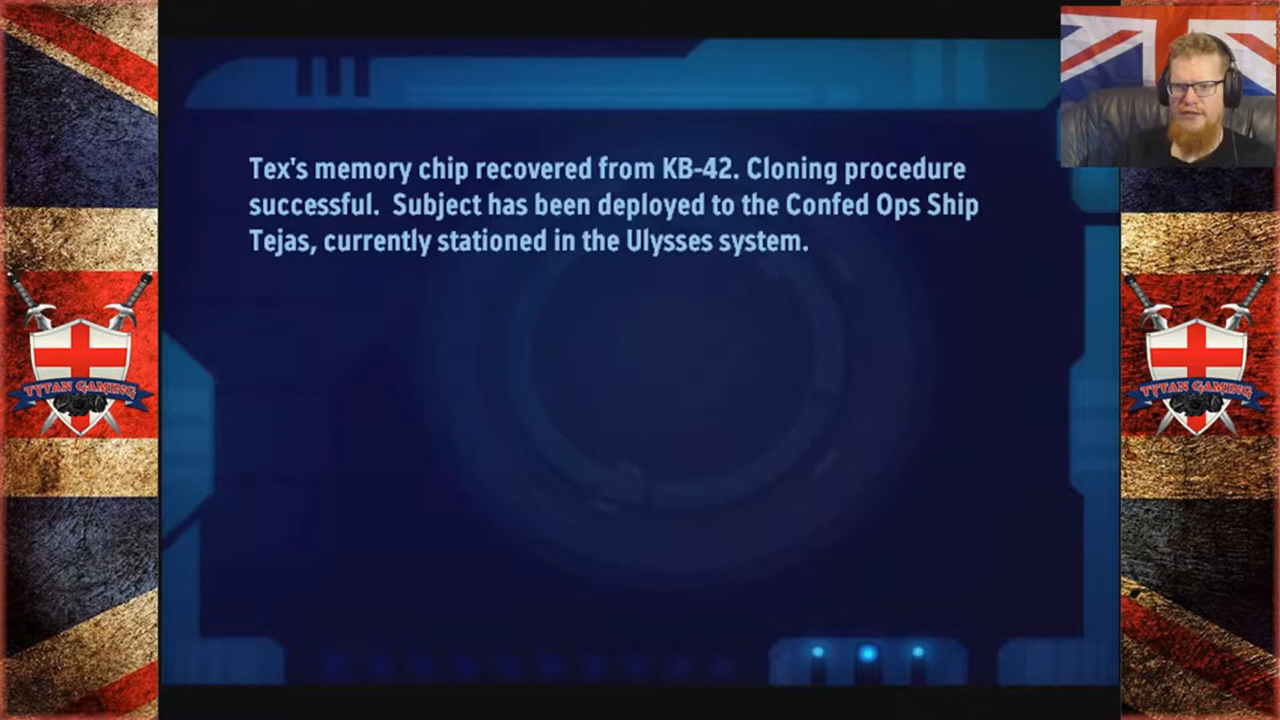 Tex's memory chip recovered from KB-42. Cloning procedure
successful. Subject has been deployed to the Confed Ops Ship
Tejas, currently stationed in the Ulysses system.
TYTAN GAMING
TYTAN GAMING